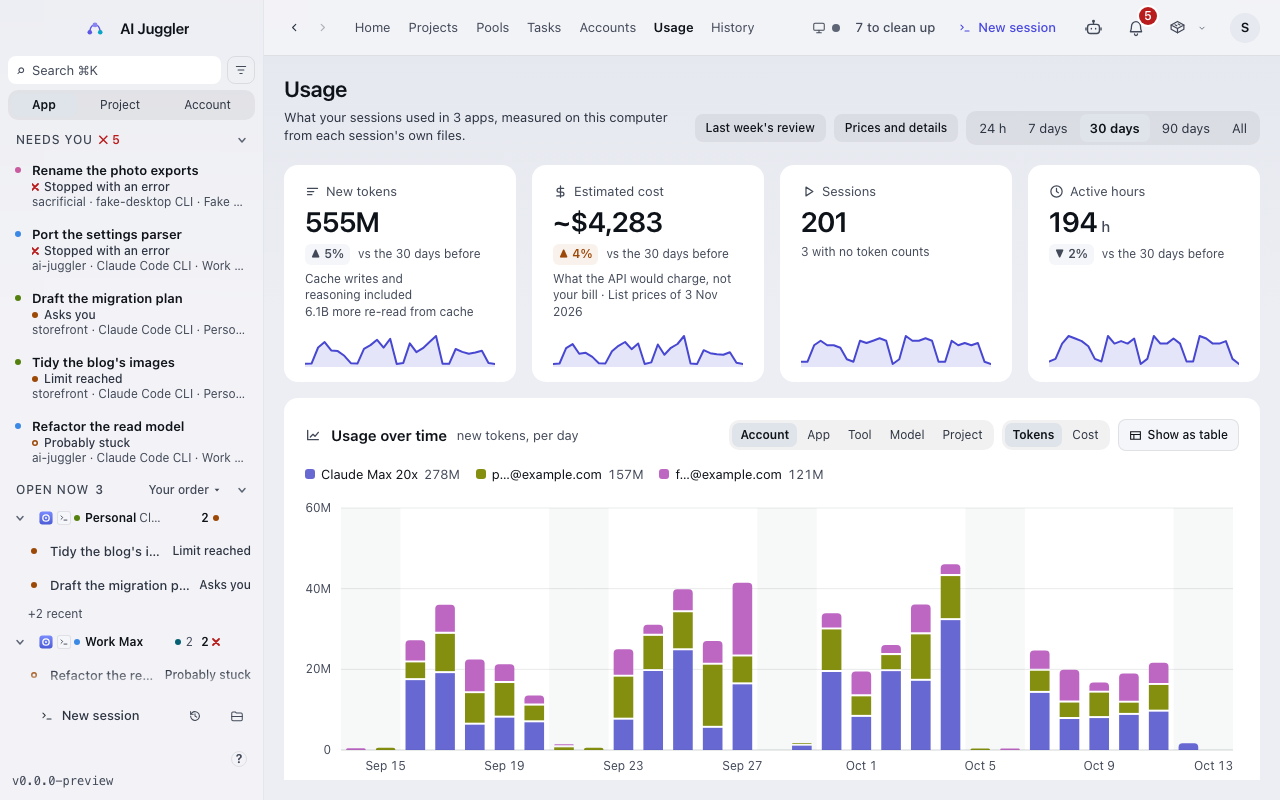 AI Juggler
Search ⌘K
App Project Account
NEEDS YOU 5
Rename the photo exports
Stopped with an error
sacrificial · fake-desktop CLI · Fake ...
Port the settings parser
Stopped with an error
ai-juggler · Claude Code CLI · Work ...
Draft the migration plan
Asks you
storefront · Claude Code CLI · Perso...
Tidy the blog's images
Limit reached
storefront · Claude Code CLI · Perso...
Refactor the read model
Probably stuck
ai-juggler · Claude Code CLI · Work ...
OPEN NOW 3 Your order
Personal Cl... 2
Tidy the blog's i... Limit reached
Draft the migration p... Asks you
+2 recent
Work Max 2 2
Refactor the re... Probably stuck
New session
?
v0.0.0-preview
Home Projects Pools Tasks Accounts Usage History 7 to clean up New session 5 S
Usage
What your sessions used in 3 apps, measured on this computer
from each session's own files.
Last week's review Prices and details 24 h 7 days 30 days 90 days All
New tokens
555M
▲ 5% vs the 30 days before
Cache writes and
reasoning included
6.1B more re-read from cache
Estimated cost
~$4,283
▲ 4% vs the 30 days before
What the API would charge, not
your bill · List prices of 3 Nov
2026
Sessions
201
3 with no token counts
Active hours
194 h
▼ 2% vs the 30 days before
Usage over time new tokens, per day
Account App Tool Model Project Tokens Cost Show as table
Claude Max 20x 278M p...@example.com 157M f...@example.com 121M
60M
40M
20M
0
Sep 15 Sep 19 Sep 23 Sep 27 Oct 1 Oct 5 Oct 9 Oct 13